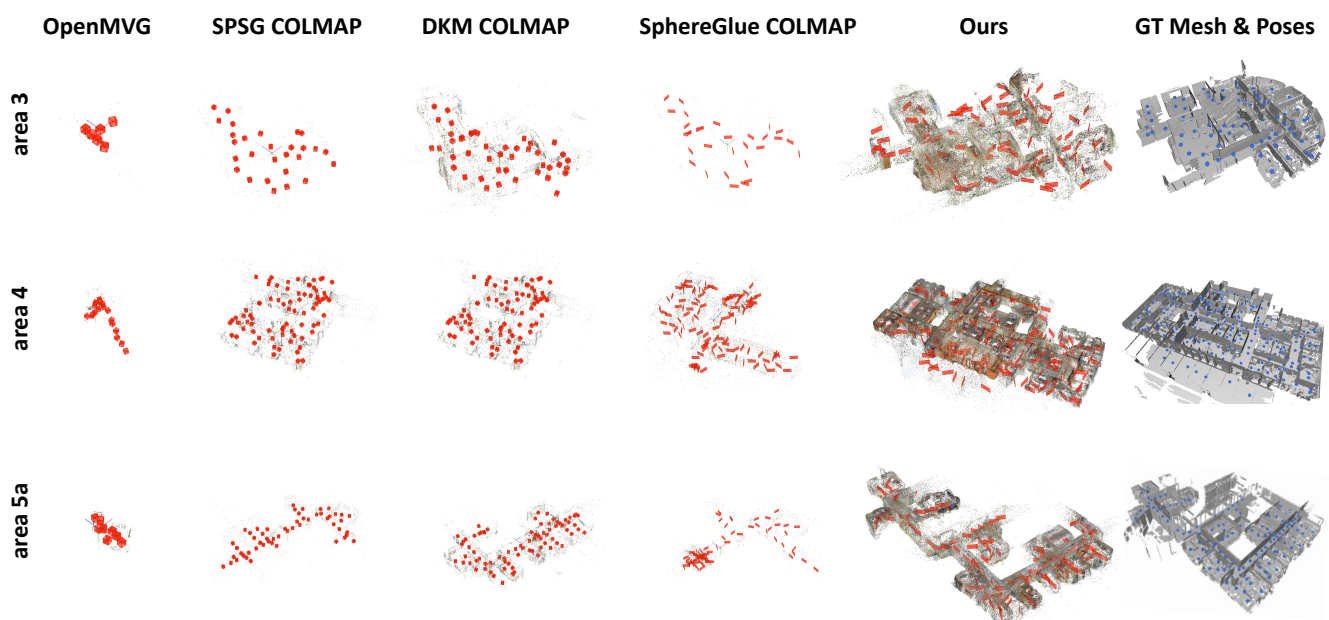 OpenMVG SPSG COLMAP DKM COLMAP SphereGlue COLMAP Ours GT Mesh & Poses
area 3
area 4
area 5a